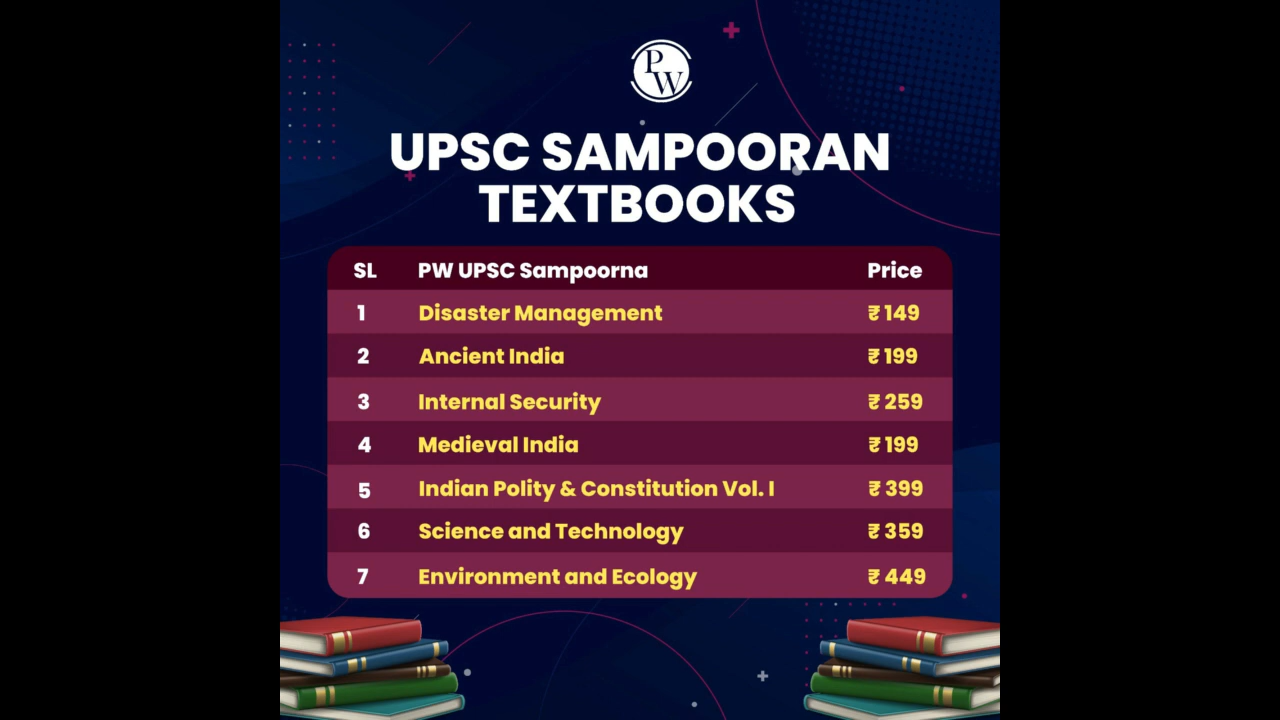 PW
UPSC SAMPOORAN
TEXTBOOKS
SL PW UPSC Sampoorna Price
1 Disaster Management ₹ 149
2 Ancient India ₹ 199
3 Internal Security ₹ 259
4 Medieval India ₹ 199
5 Indian Polity & Constitution Vol. I ₹ 399
6 Science and Technology ₹ 359
7 Environment and Ecology ₹ 449